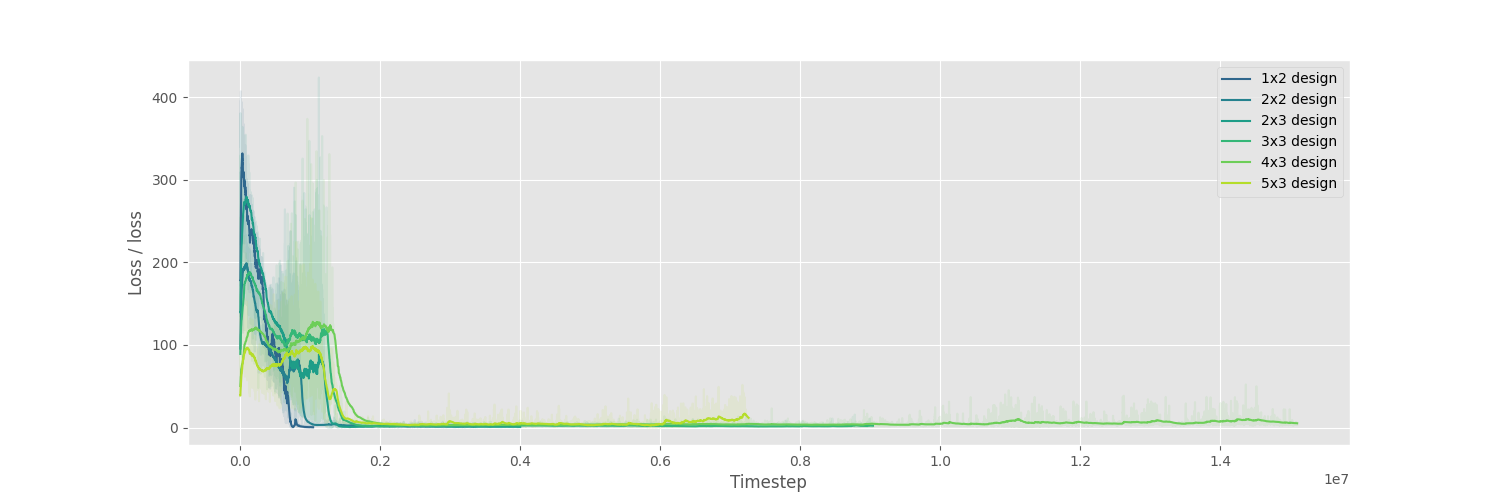 400
300
200
100
0
Loss / loss
0.0 0.2 0.4 0.6 0.8 1.0 1.2 1.4
1e7
Timestep
1x2 design
2x2 design
2x3 design
3x3 design
4x3 design
5x3 design